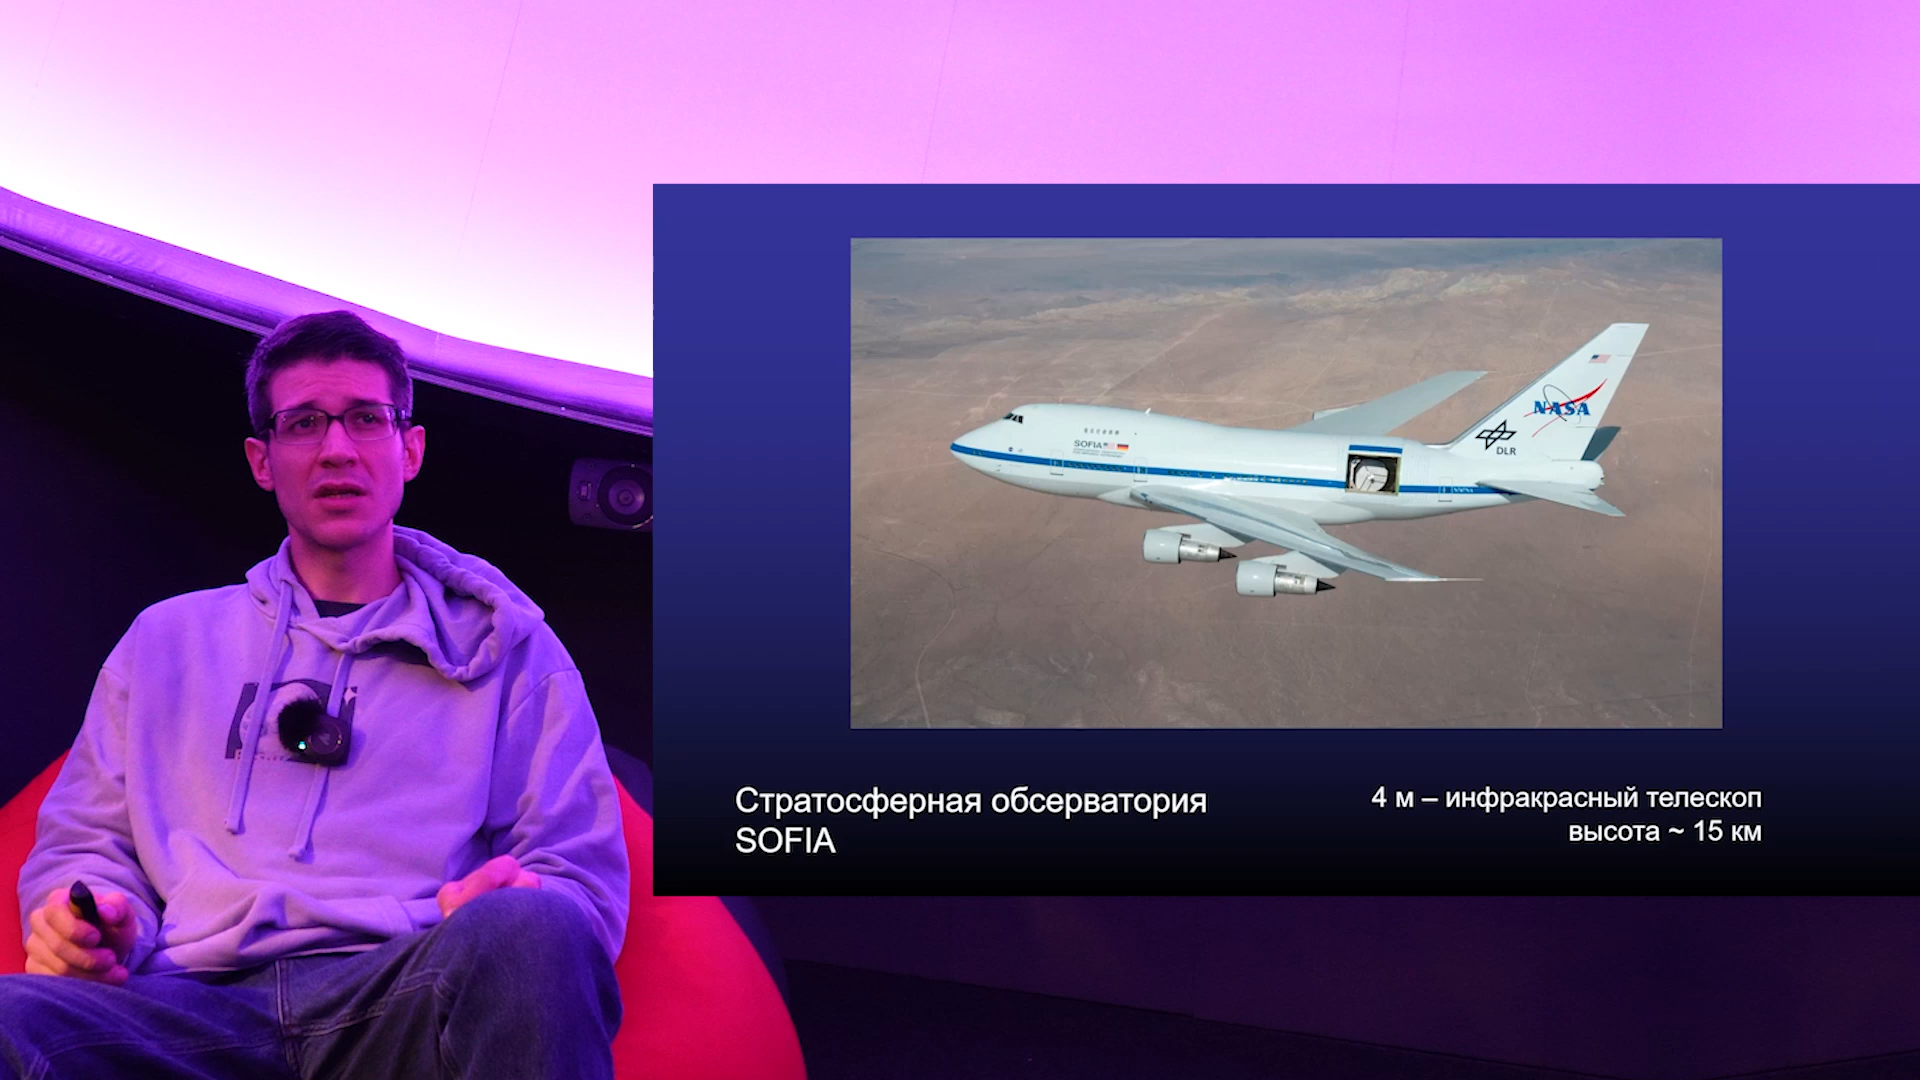 SOFIA
NASA
DLR
Стратосферная обсерватория
SOFIA
4 м – инфракрасный телескоп
высота ~ 15 км